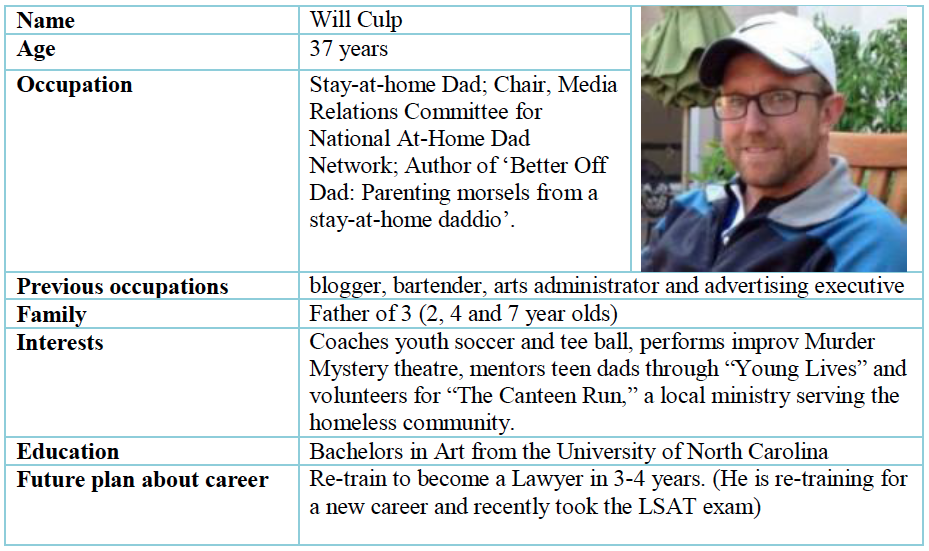 Name Will Culp
Age 37 years
Occupation Stay-at-home Dad; Chair, Media
Relations Committee for
National At-Home Dad
Network; Author of ‘Better Off
Dad: Parenting morsels from a
stay-at-home daddio’.
Previous occupations blogger, bartender, arts administrator and advertising executive
Family Father of 3 (2, 4 and 7 year olds)
Interests Coaches youth soccer and tee ball, performs improv Murder
Mystery theatre, mentors teen dads through “Young Lives” and
volunteers for “The Canteen Run,” a local ministry serving the
homeless community.
Education Bachelors in Art from the University of North Carolina
Future plan about career Re-train to become a Lawyer in 3-4 years. (He is re-training for
a new career and recently took the LSAT exam)